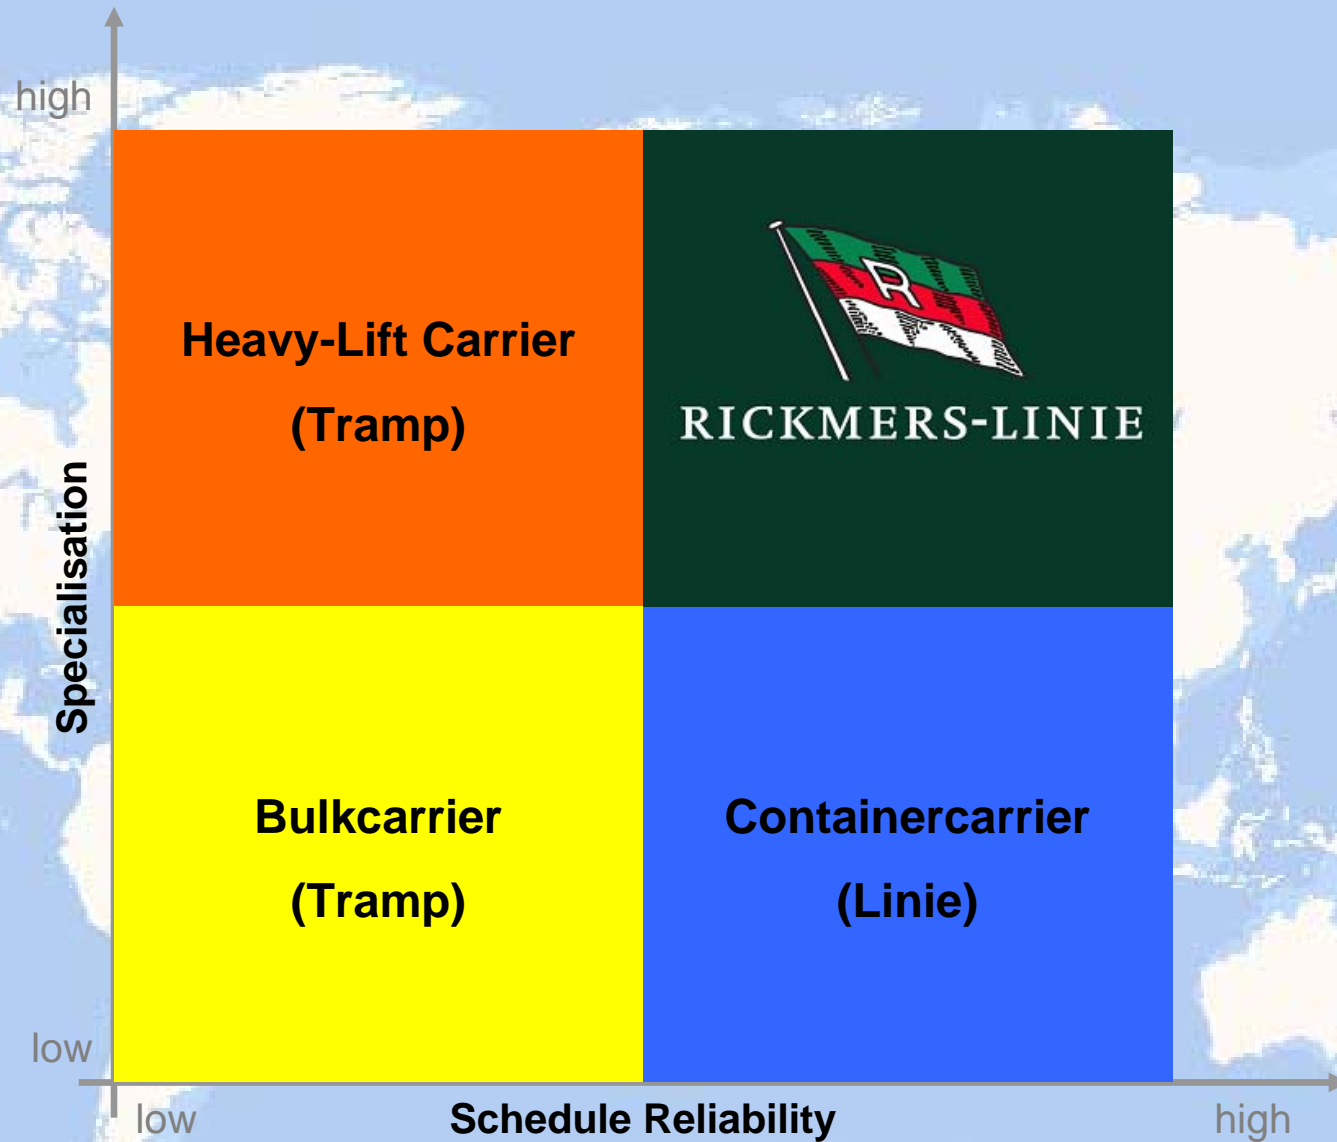 high
Heavy-Lift Carrier
(Tramp)
R
RICKMERS-LINIE
Specialisation
Bulkcarrier
(Tramp)
Containercarrier
(Linie)
low
low
Schedule Reliability
high